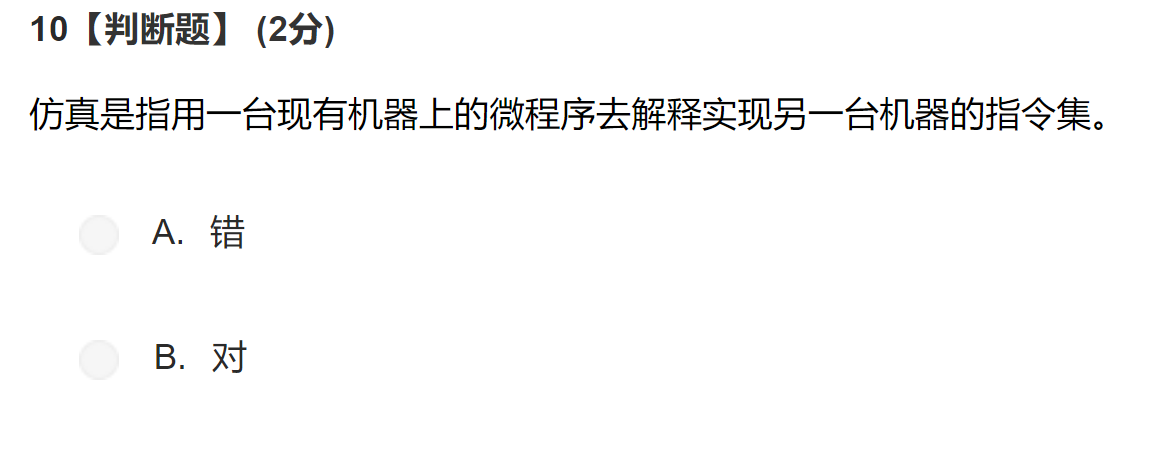 10【判断题】 (2分)
仿真是指用一台现有机器上的微程序去解释实现另一台机器的指令集。
A. 错
B. 对